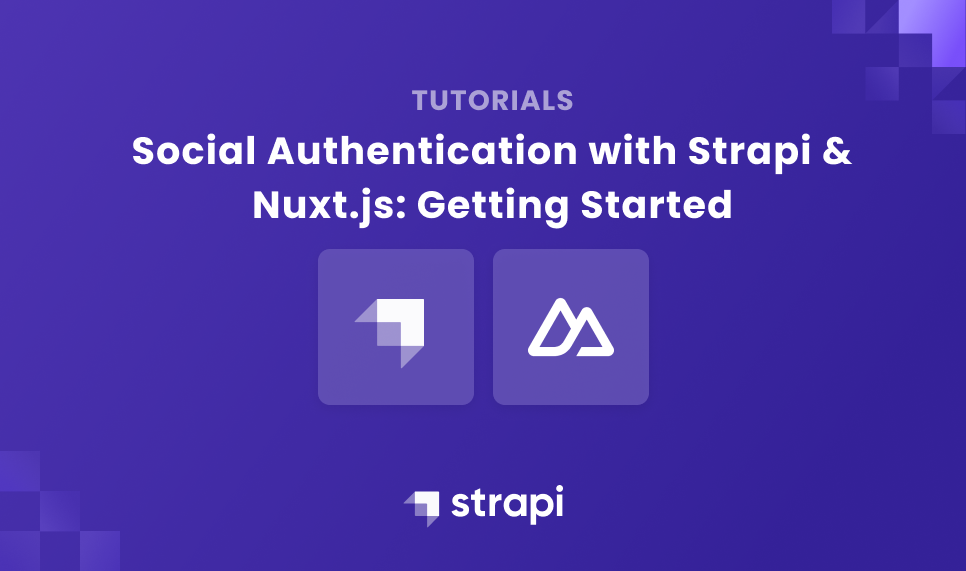 TUTORIALS
Social Authentication with Strapi &
Nuxt.js: Getting Started
strapi